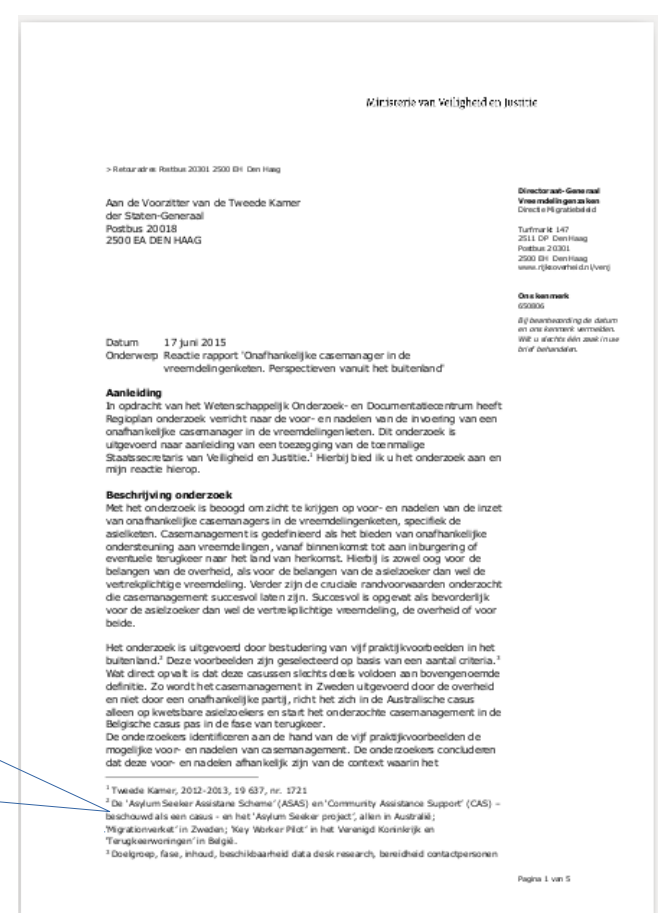 Ministerie van Veiligheid en Justitie
> Retouradres Postbus 20301 2500 EH Den Haag
Aan de Voorzitter van de Tweede Kamer
der Staten-Generaal
Postbus 20018
2500 EA DEN HAAG
Directoraat-Generaal
Vreemdelingenzaken
Directie Migratiebeleid
Turfmarkt 147
2511 DP Den Haag
Postbus 20301
2500 EH Den Haag
www.rijksoverheid.nl/venj
Ons kenmerk
650806
Bij beantwoording de datum
en ons kenmerk vermelden.
Wilt u slechts één zaak in uw
brief behandelen.
Datum 17 juni 2015
Onderwerp Reactie rapport 'Onafhankelijke casemanager in de
vreemdelingenketen. Perspectieven vanuit het buitenland'
Aanleiding
In opdracht van het Wetenschappelijk Onderzoek- en Documentatiecentrum heeft
Regioplan onderzoek verricht naar de voor- en nadelen van de invoering van een
onafhankelijke casemanager in de vreemdelingenketen. Dit onderzoek is
uitgevoerd naar aanleiding van een toezegging van de toenmalige
Staatssecretaris van Veiligheid en Justitie.¹ Hierbij bied ik u het onderzoek aan en
mijn reactie hierop.
Beschrijving onderzoek
Met het onderzoek is beoogd om zicht te krijgen op voor- en nadelen van de inzet
van onafhankelijke casemanagers in de vreemdelingenketen, specifiek de
asielketen. Casemanagement is gedefinieerd als het bieden van onafhankelijke
ondersteuning aan vreemdelingen, vanaf binnenkomst tot aan inburgering of
eventuele terugkeer naar het land van herkomst. Hierbij is zowel oog voor de
belangen van de overheid, als voor de belangen van de asielzoeker dan wel de
vertrekplichtige vreemdeling. Verder zijn de cruciale randvoorwaarden onderzocht
die casemanagement succesvol laten zijn. Succesvol is opgevat als bevorderlijk
voor de asielzoeker dan wel de vertrekplichtige vreemdeling, de overheid of voor
beide.
Het onderzoek is uitgevoerd door bestudering van vijf praktijkvoorbeelden in het
buitenland.² Deze voorbeelden zijn geselecteerd op basis van een aantal criteria.³
Wat direct opvalt is dat deze casussen slechts deels voldoen aan bovengenoemde
definitie. Zo wordt het casemanagement in Zweden uitgevoerd door de overheid
en niet door een onafhankelijke partij, richt het zich in de Australische casus
alleen op kwetsbare asielzoekers en start het onderzochte casemanagement in de
Belgische casus pas in de fase van terugkeer.
De onderzoekers identificeren aan de hand van de vijf praktijkvoorbeelden de
mogelijke voor- en nadelen van casemanagement. De onderzoekers concluderen
dat deze voor- en nadelen afhankelijk zijn van de context waarin het
¹ Tweede Kamer, 2012-2013, 19 637, nr. 1721
² De 'Asylum Seeker Assistane Scheme' (ASAS) en 'Community Assistance Support' (CAS) –
beschouwd als een casus - en het 'Asylum Seeker project', allen in Australië;
'Migrationverket' in Zweden; 'Key Worker Pilot' in het Verenigd Koninkrijk en
'Terugkeerwoningen' in België.
³ Doelgroep, fase, inhoud, beschikbaarheid data desk research, bereidheid contactpersonen
Pagina 1 van 5